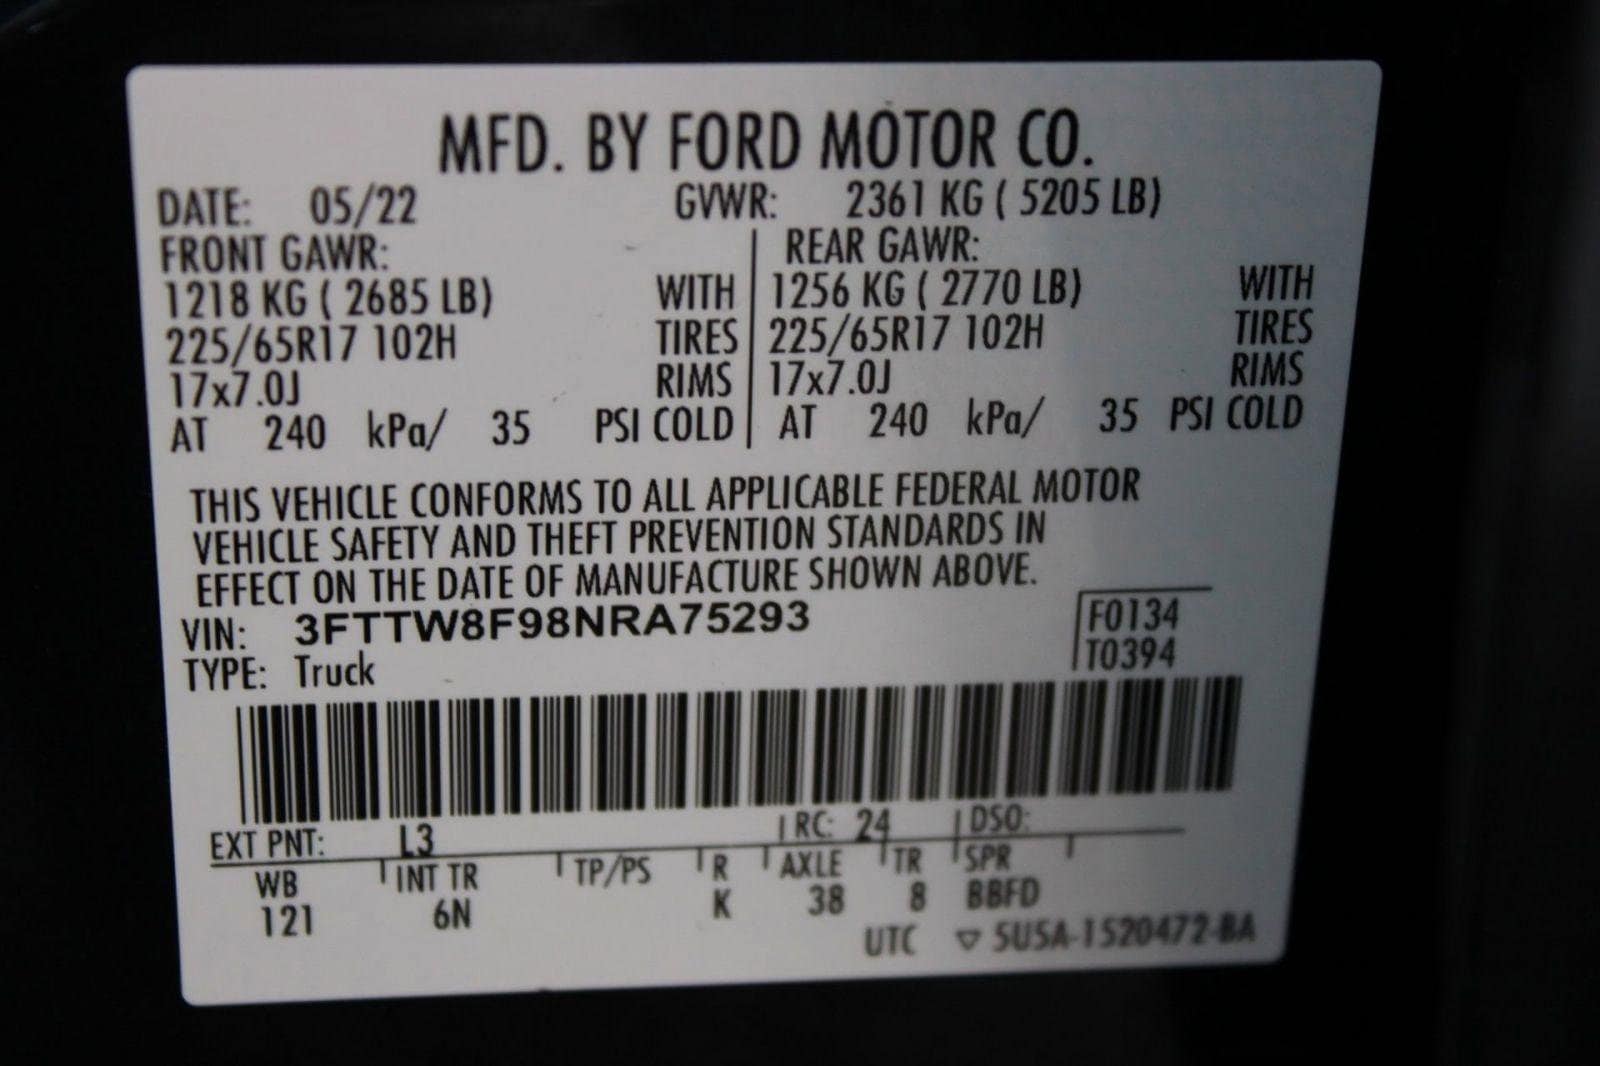 MFD. BY FORD MOTOR CO.
DATE: 05/22 GVWR: 2361 KG ( 5205 LB)
FRONT GAWR: REAR GAWR:
1218 KG ( 2685 LB) WITH 1256 KG ( 2770 LB) WITH
225/65R17 102H TIRES 225/65R17 102H TIRES
17x7.0J RIMS 17x7.0J RIMS
AT 240 kPa/ 35 PSI COLD AT 240 kPa/ 35 PSI COLD
THIS VEHICLE CONFORMS TO ALL APPLICABLE FEDERAL MOTOR
VEHICLE SAFETY AND THEFT PREVENTION STANDARDS IN
EFFECT ON THE DATE OF MANUFACTURE SHOWN ABOVE.
VIN: 3FTTW8F98NRA75293 F0134
TYPE: Truck T0394
EXT PNT: L3 RC: 24 DSO:
WB INT TR TP/PS R AXLE TR SPR
121 6N K 38 8 BBFD
UTC ▽ 5U5A-1520472-BA